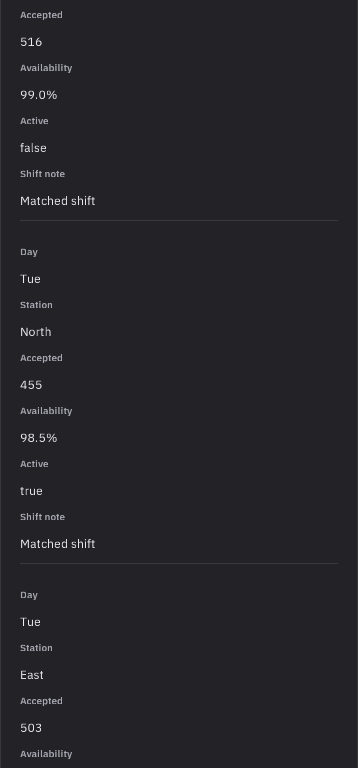 Accepted
516
Availability
99.0%
Active
false
Shift note
Matched shift
Day
Tue
Station
North
Accepted
455
Availability
98.5%
Active
true
Shift note
Matched shift
Day
Tue
Station
East
Accepted
503
Availability